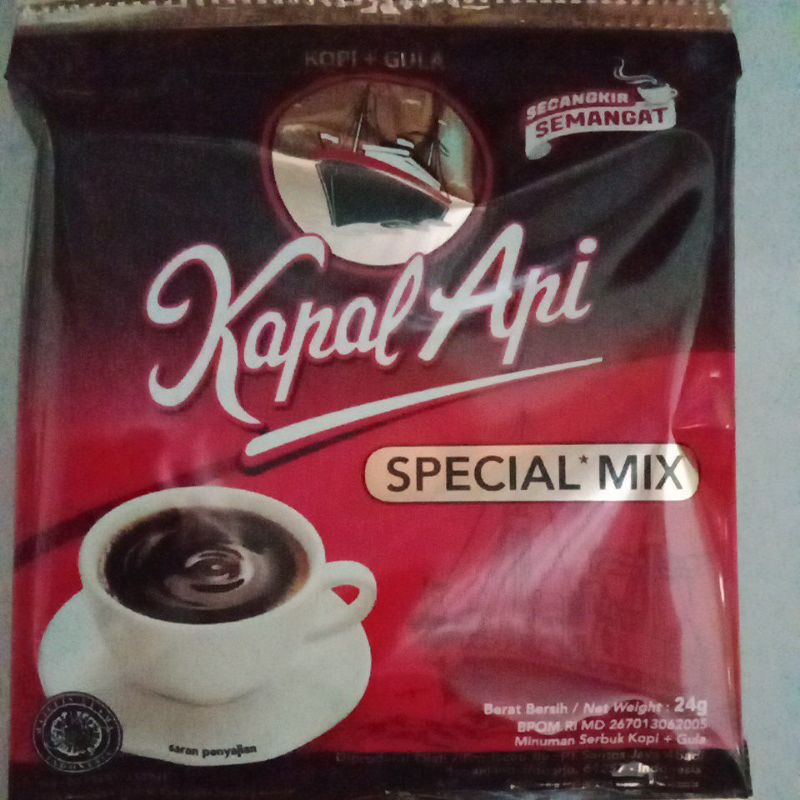 KOPI + GULA
SECANGKIR
SEMANGAT
Kapal Api
SPECIAL* MIX
Berat Bersih / Net Weight : 24g
BPOM RI MD 267013062005
Minuman Serbuk Kopi + Gula
Indonesia
saran penyajian